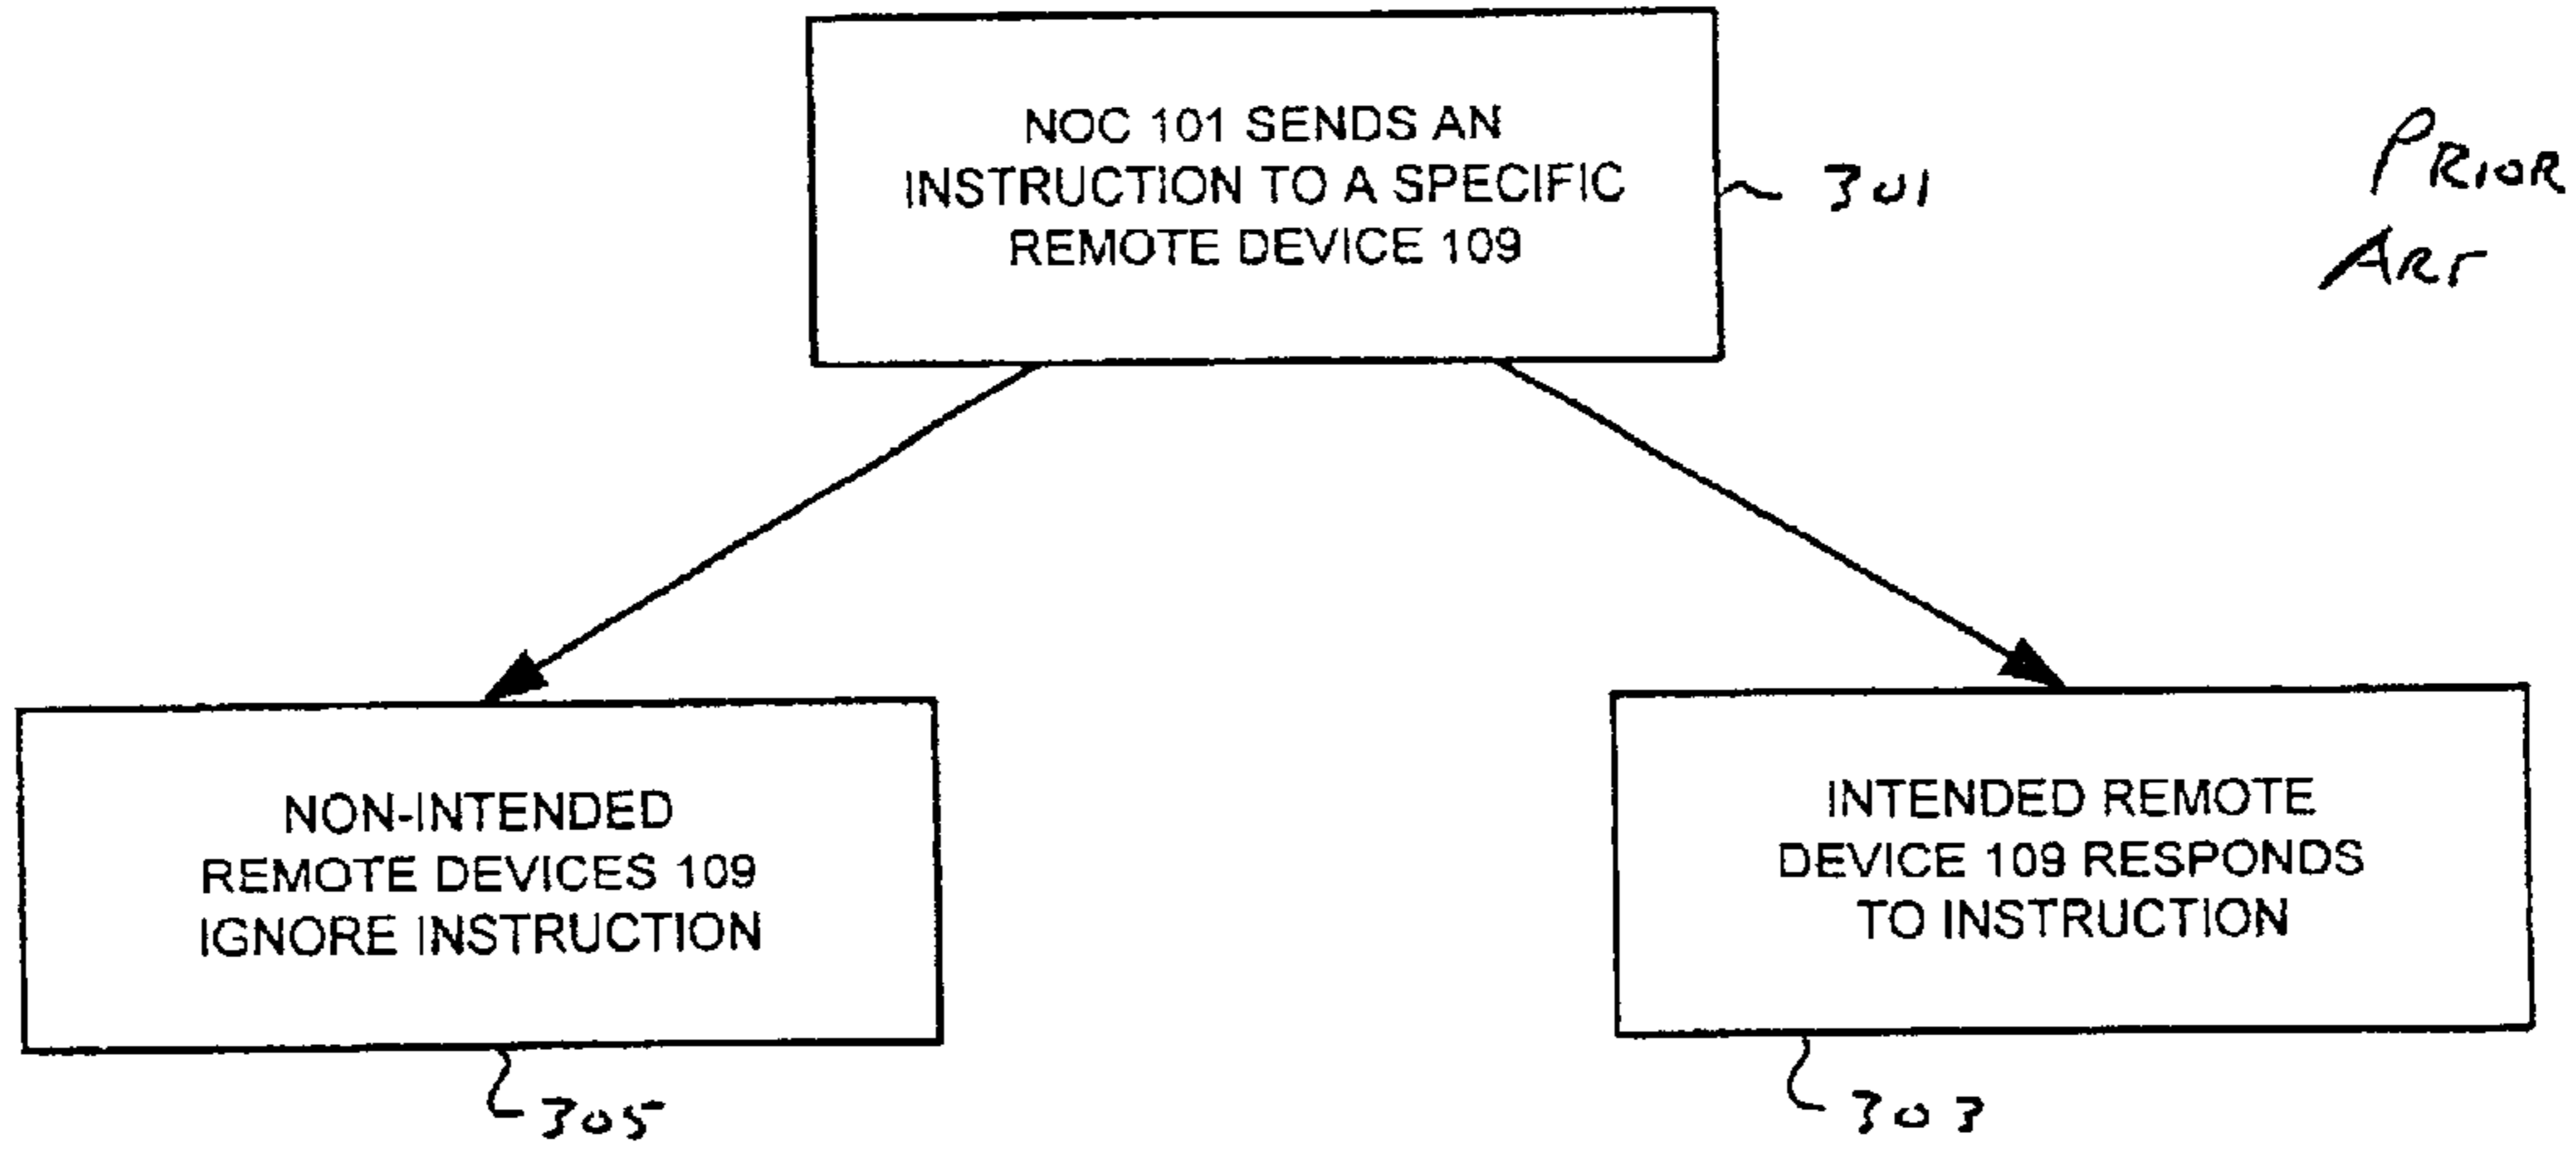 NOC 101 SENDS AN
INSTRUCTION TO A SPECIFIC
REMOTE DEVICE 109
301
PRIOR
ART
NON-INTENDED
REMOTE DEVICES 109
IGNORE INSTRUCTION
305
INTENDED REMOTE
DEVICE 109 RESPONDS
TO INSTRUCTION
303